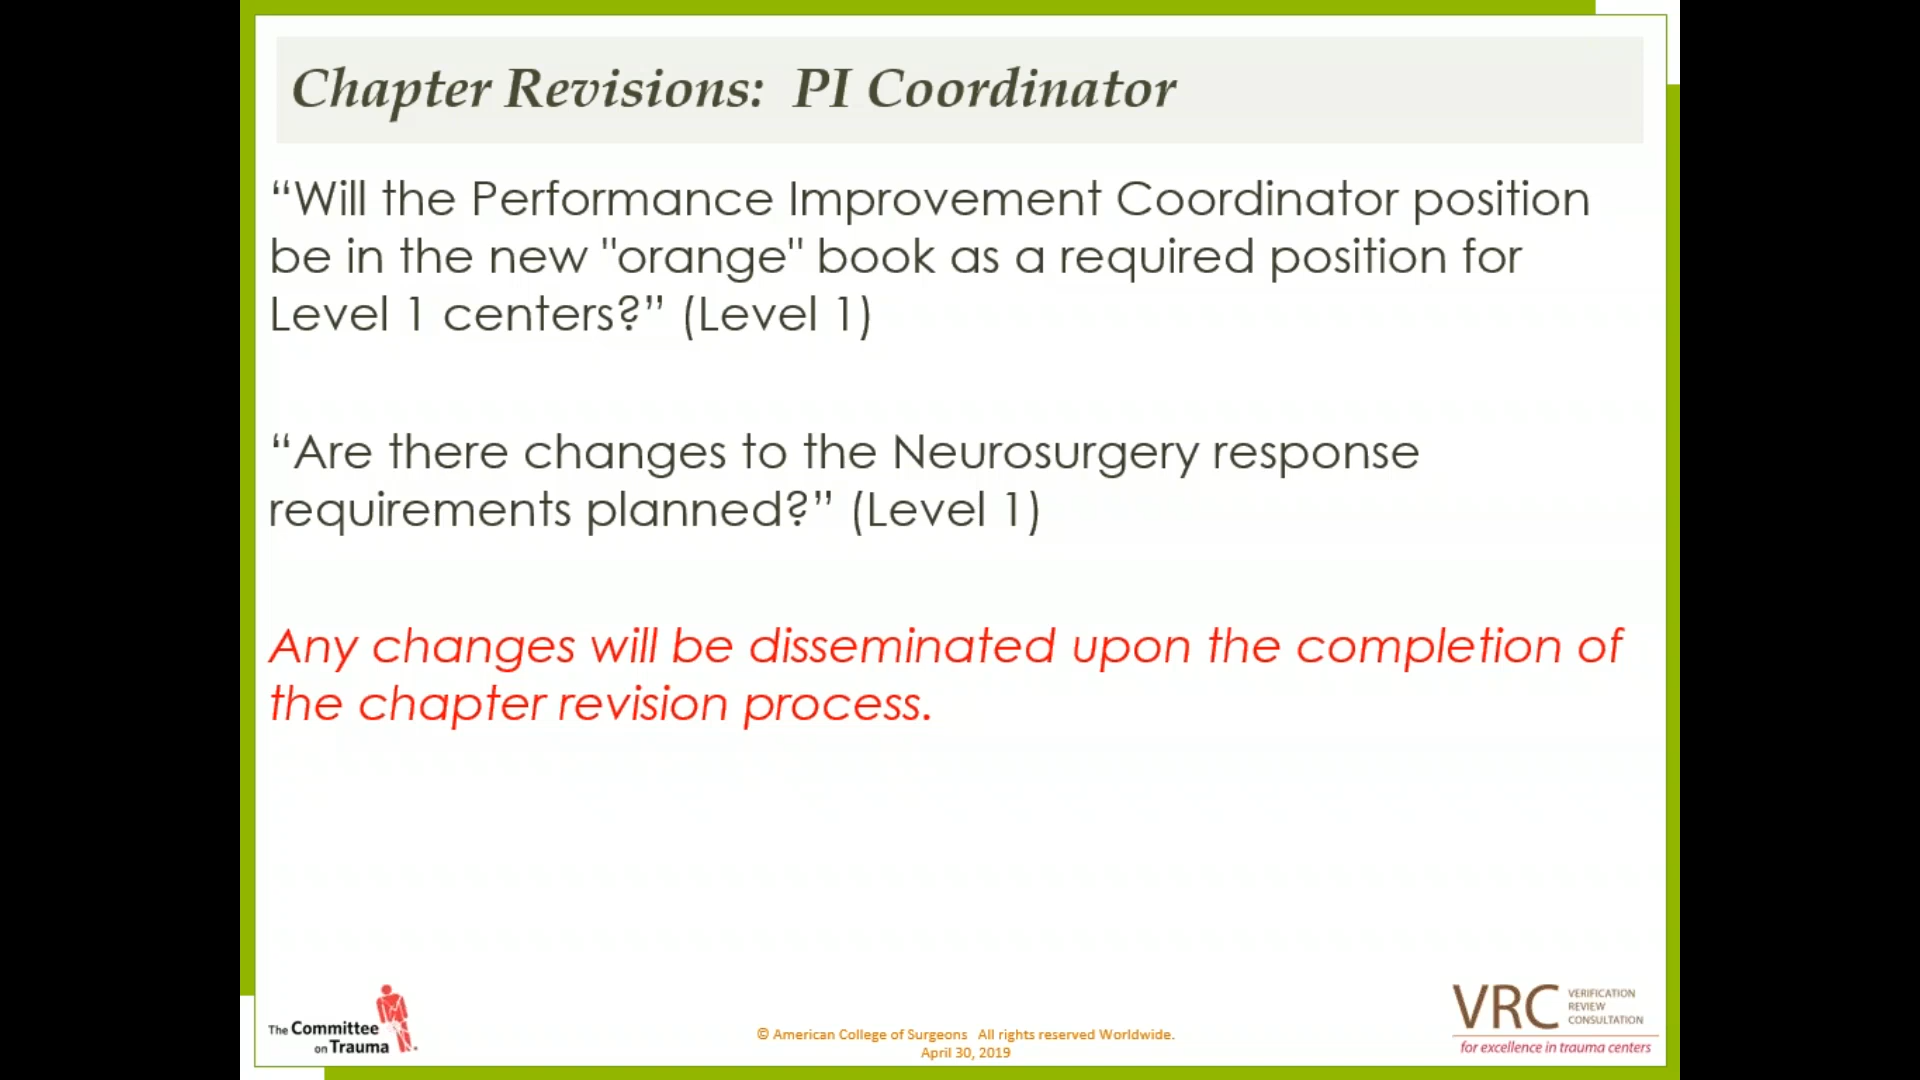 Chapter Revisions: PI Coordinator
“Will the Performance Improvement Coordinator position
be in the new "orange" book as a required position for
Level 1 centers?” (Level 1)
“Are there changes to the Neurosurgery response
requirements planned?” (Level 1)
Any changes will be disseminated upon the completion of
the chapter revision process.
The Committee
on Trauma
© American College of Surgeons All rights reserved Worldwide.
April 30, 2019
VRC
VERIFICATION
REVIEW
CONSULTATION
for excellence in trauma centers